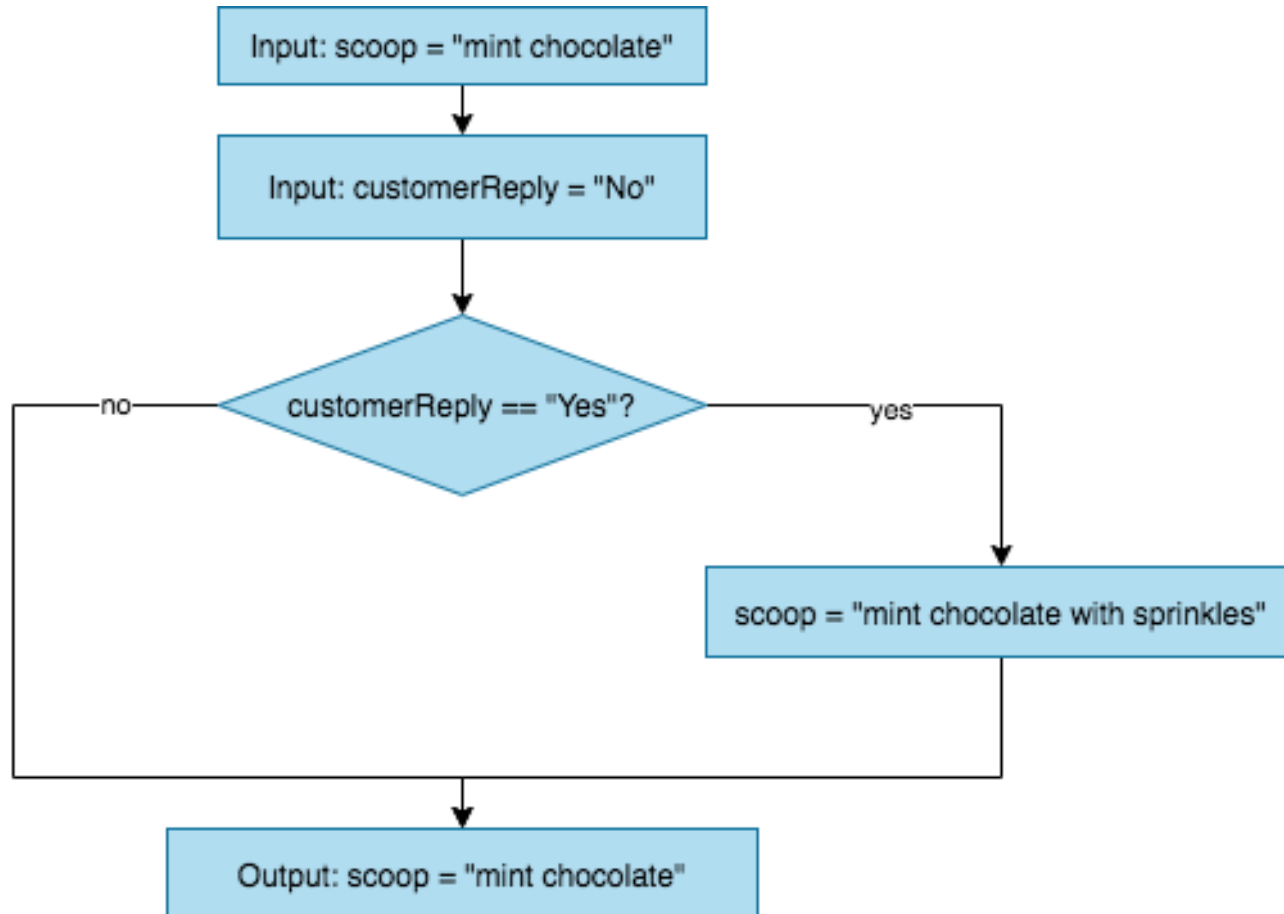 Input: scoop = "mint chocolate"
Input: customerReply = "No"
customerReply == "Yes"?
no
yes
scoop = "mint chocolate with sprinkles"
Output: scoop = "mint chocolate"